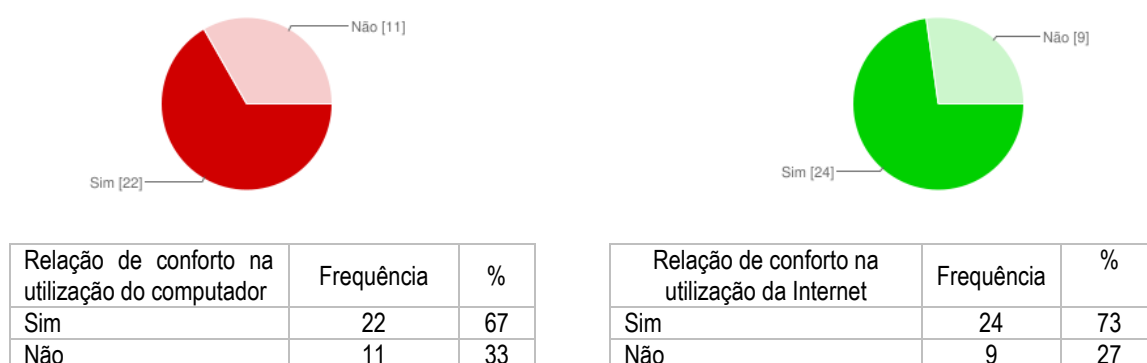 Não [11]
Sim [22]
Não [9]
Sim [24]
Relação de conforto na
utilização do computador
Frequência
%
Sim 22 67
Não 11 33
Relação de conforto na
utilização da Internet
Frequência
%
Sim 24 73
Não 9 27